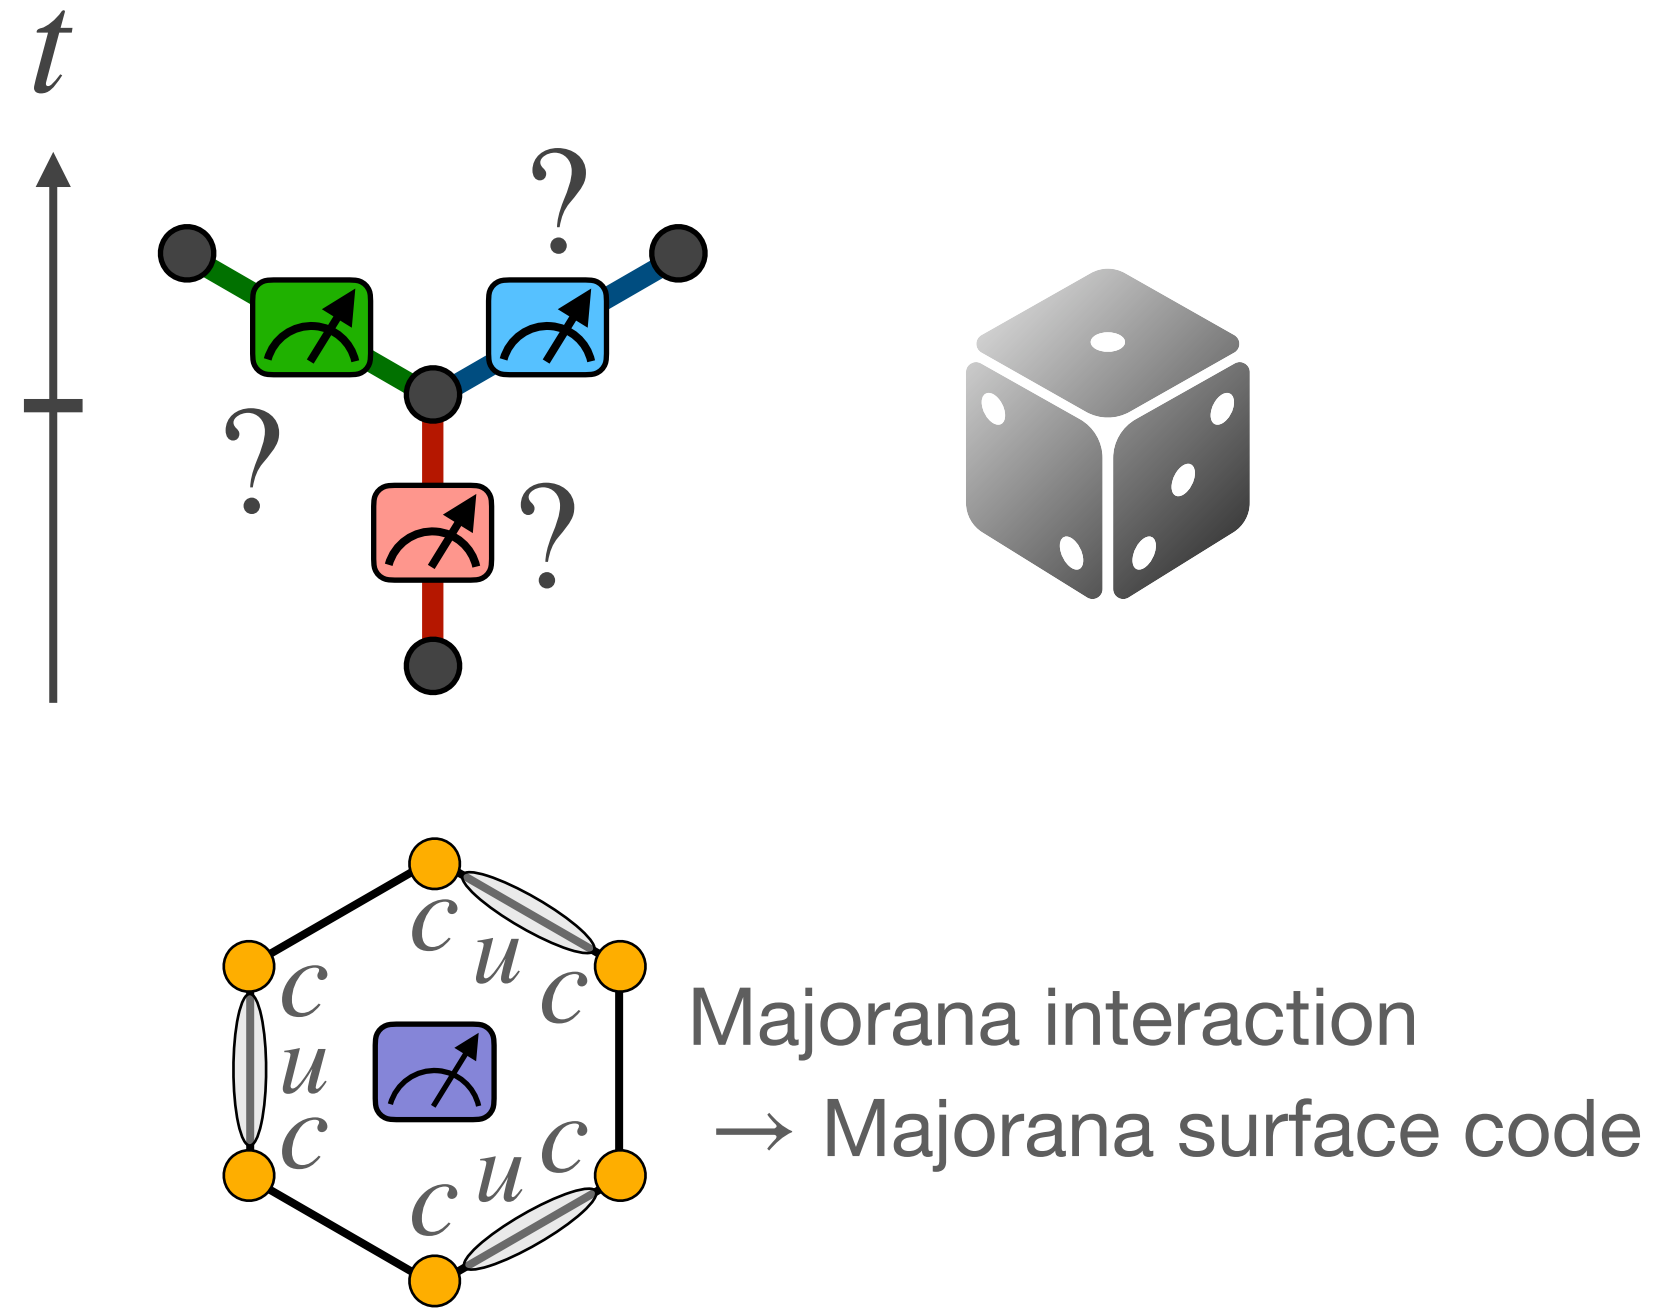 t
?
?
?
c
u
c
c
Majorana interaction
u
c
c
→ Majorana surface code
u
c